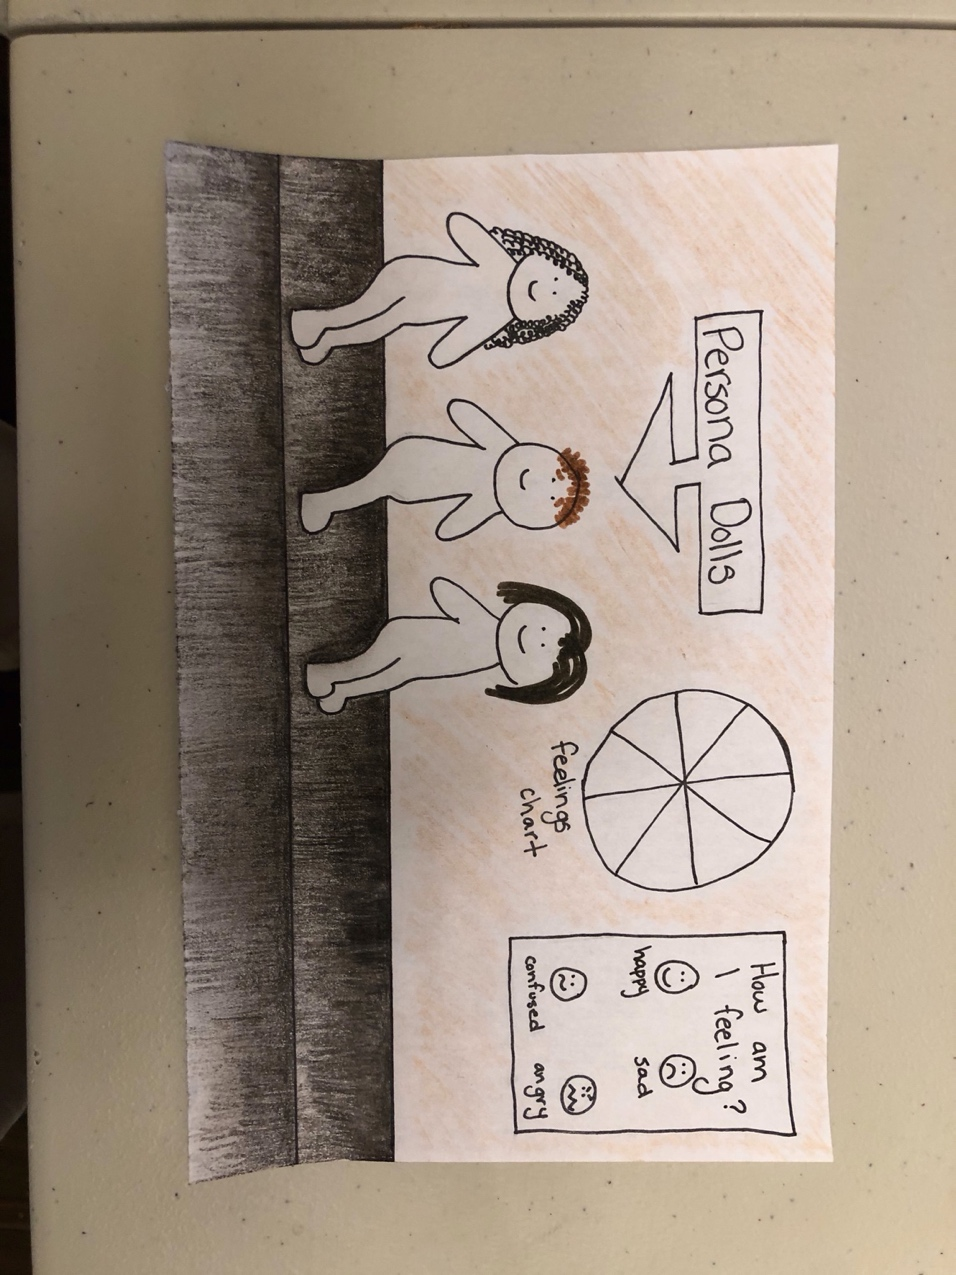 Persona Dolls
feelings
chart
How am
I feeling?
happy
sad
confused
angry